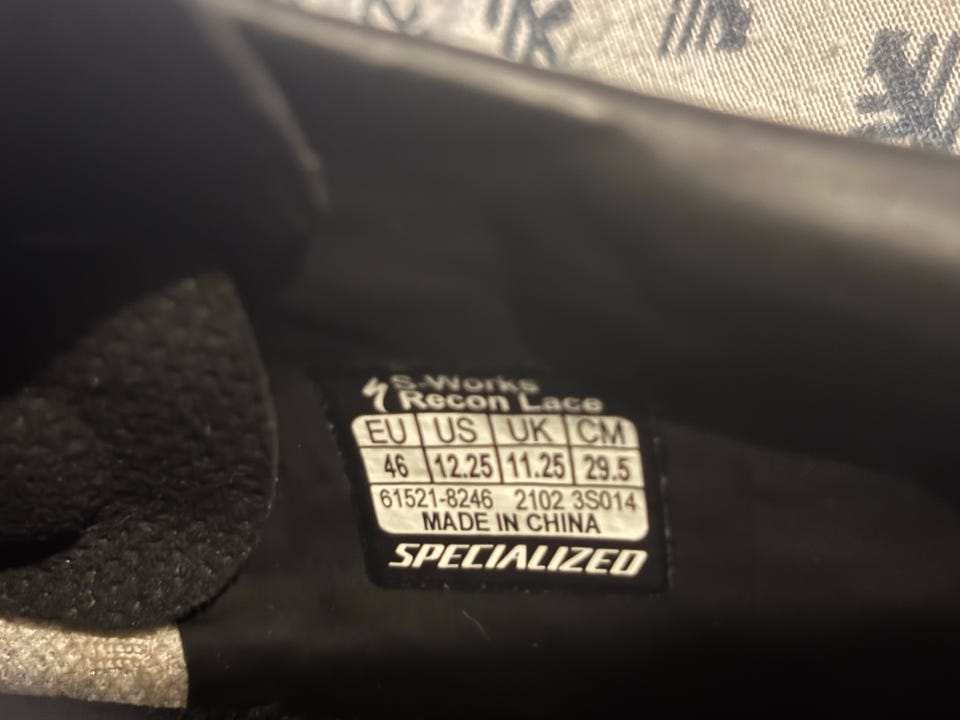 S-Works
Recon Lace
EU US UK CM
46 12.25 11.25 29.5
61521-8246 2102 3S014
MADE IN CHINA
SPECIALIZED